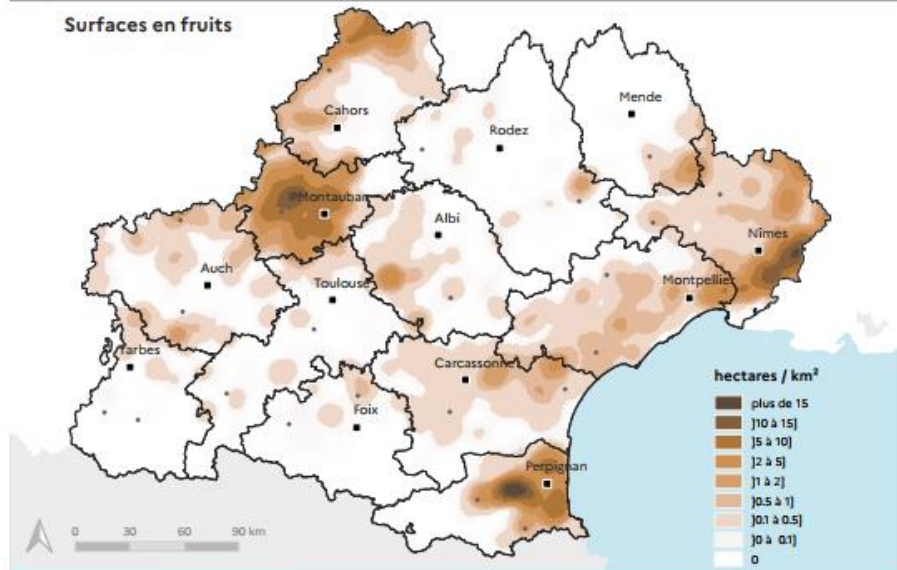 Surfaces en fruits
Cahors
Rodez
Mende
Montauban
Albi
Nîmes
Auch
Toulouse
Montpellier
Tarbes
Carcassonne
Foix
Perpignan
hectares / km²
plus de 15
]10 à 15]
]5 à 10]
]2 à 5]
]1 à 2]
]0.5 à 1]
]0.1 à 0.5]
]0 à 0.1]
0
0 30 60 90 km